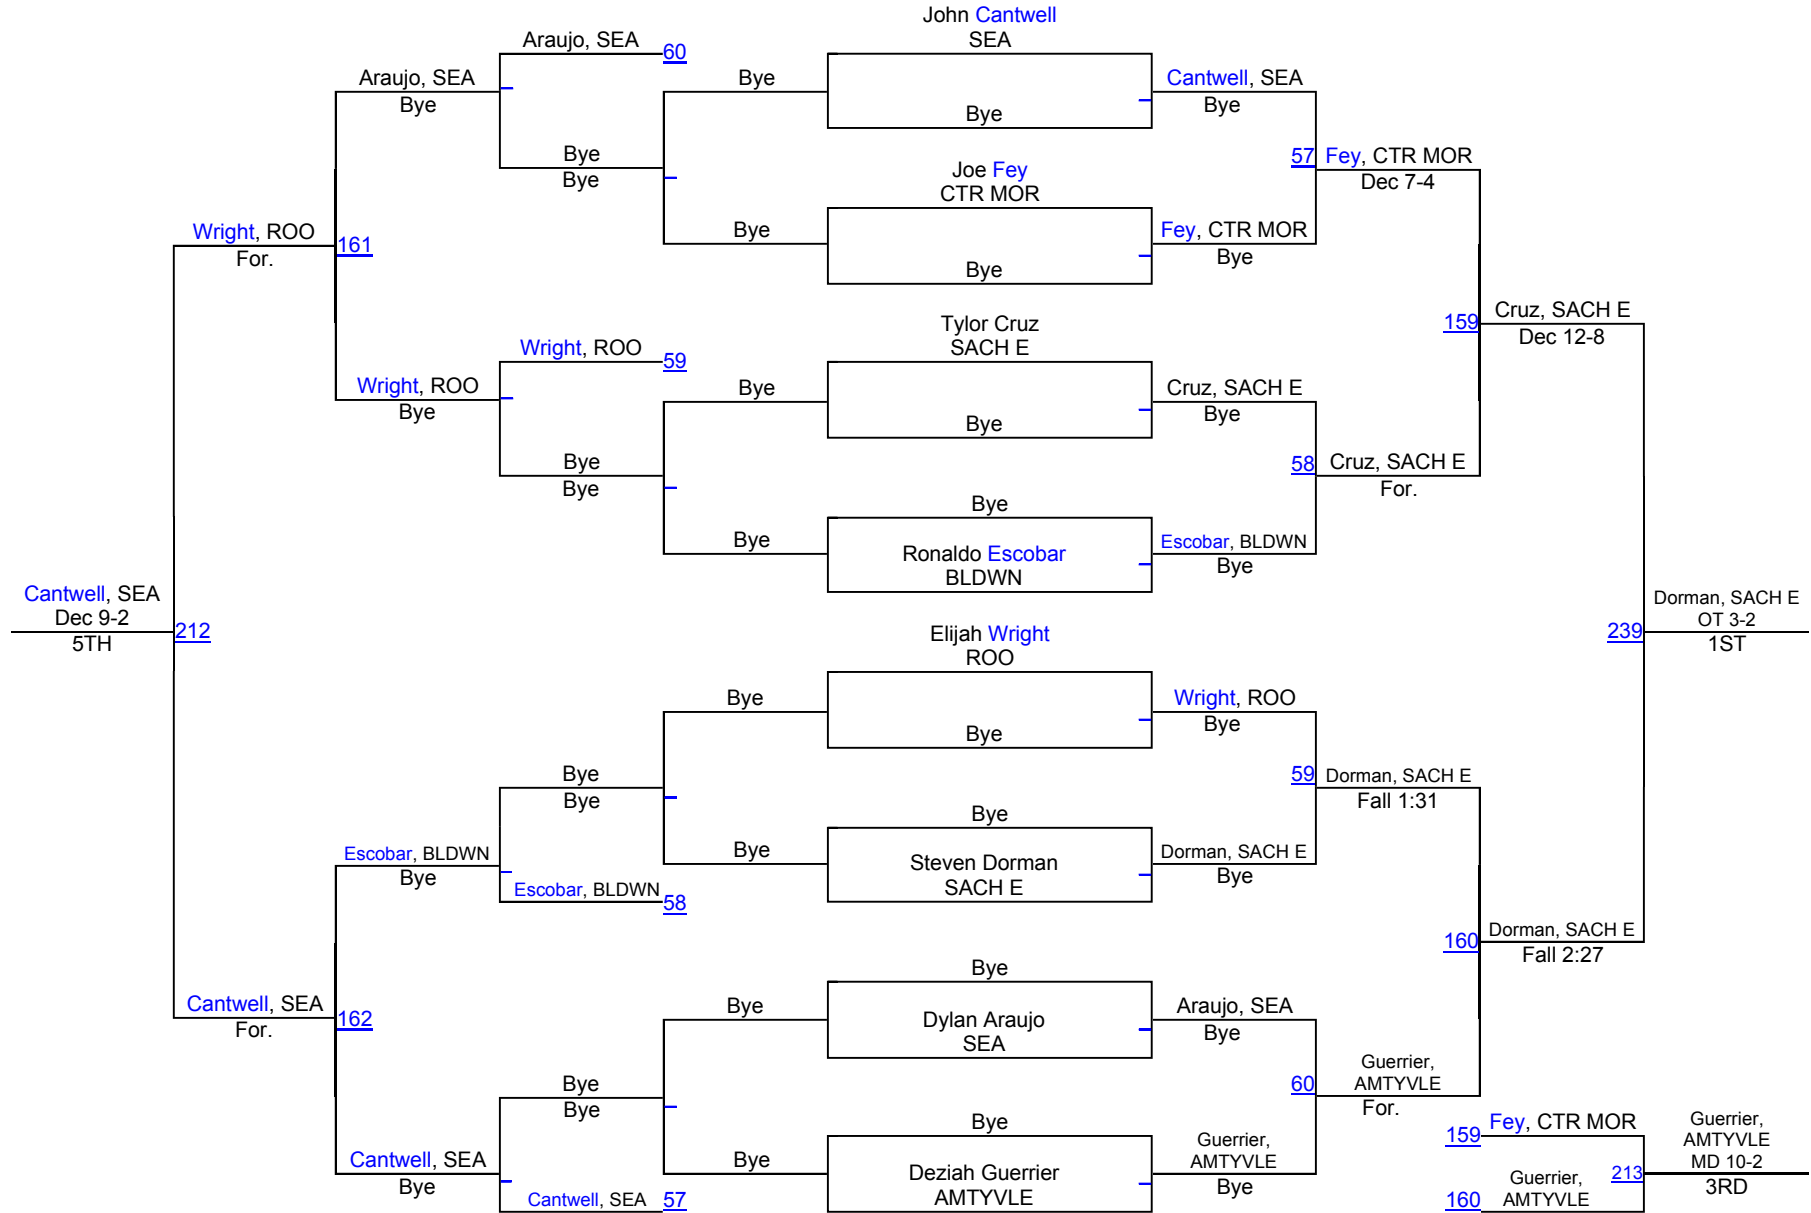 John Cantwell
SEA
Araujo, SEA
60
Araujo, SEA
Bye
Bye
Cantwell, SEA
Bye
Bye
Bye
Bye
57
Fey, CTR MOR
Dec 7-4
Joe Fey
CTR MOR
Wright, ROO
For.
161
Bye
Fey, CTR MOR
Bye
Bye
Tylor Cruz
SACH E
159
Cruz, SACH E
Dec 12-8
Wright, ROO
59
Wright, ROO
Bye
Bye
Cruz, SACH E
Bye
Bye
Bye
Bye
58
Cruz, SACH E
For.
Bye
Bye
Ronaldo Escobar
BLDWN
Escobar, BLDWN
Bye
Cantwell, SEA
Dec 9-2
5TH
212
Elijah Wright
ROO
239
Dorman, SACH E
OT 3-2
1ST
Bye
Wright, ROO
Bye
Bye
Bye
Bye
59
Dorman, SACH E
Fall 1:31
Bye
Escobar, BLDWN
Bye
Escobar, BLDWN
58
Bye
Steven Dorman
SACH E
Dorman, SACH E
Bye
160
Dorman, SACH E
Fall 2:27
Bye
Cantwell, SEA
For.
162
Bye
Dylan Araujo
SEA
Araujo, SEA
Bye
Bye
Bye
60
Guerrier,
AMTYVLE
For.
Bye
Cantwell, SEA
Bye
Cantwell, SEA
57
Bye
Deziah Guerrier
AMTYVLE
Guerrier,
AMTYVLE
Bye
159
Fey, CTR MOR
160
Guerrier,
AMTYVLE
213
Guerrier,
AMTYVLE
MD 10-2
3RD